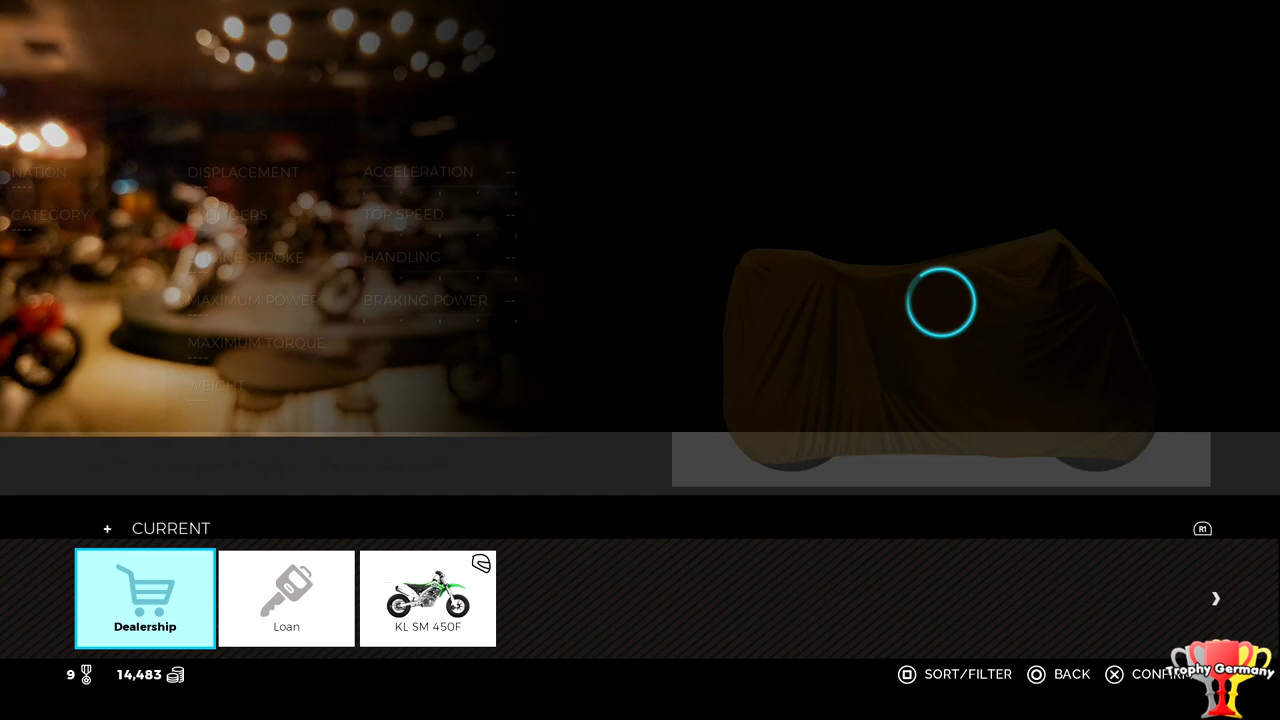 NATION
----
CATEGORY
----
DISPLACEMENT
----
CYLINDERS
----
ENGINE STROKE
----
MAXIMUM POWER
----
MAXIMUM TORQUE
----
WEIGHT
----
ACCELERATION --
TOP SPEED --
HANDLING --
BRAKING POWER --
+ CURRENT
R1
Dealership
Loan
KL SM 450F
9 14,483
SORT/FILTER BACK
Trophy Germany